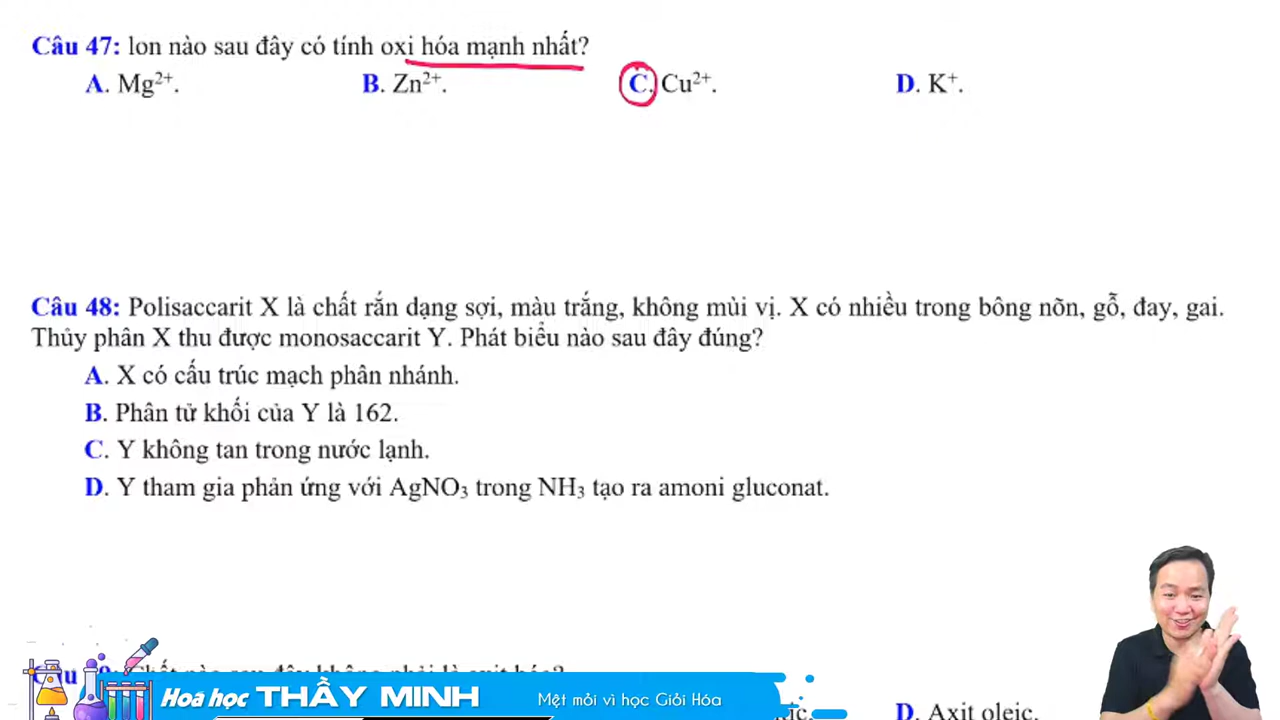 Câu 47: Ion nào sau đây có tính oxi hóa mạnh nhất?
A. Mg²⁺. B. Zn²⁺. C. Cu²⁺. D. K⁺.
Câu 48: Polisaccarit X là chất rắn dạng sợi, màu trắng, không mùi vị. X có nhiều trong bông nõn, gỗ, đay, gai.
Thủy phân X thu được monosaccarit Y. Phát biểu nào sau đây đúng?
A. X có cấu trúc mạch phân nhánh.
B. Phân tử khối của Y là 162.
C. Y không tan trong nước lạnh.
D. Y tham gia phản ứng với AgNO₃ trong NH₃ tạo ra amoni gluconat.
Hoá học THẦY MINH Mệt mỏi vì học Giỏi Hóa
D. Axit oleic.